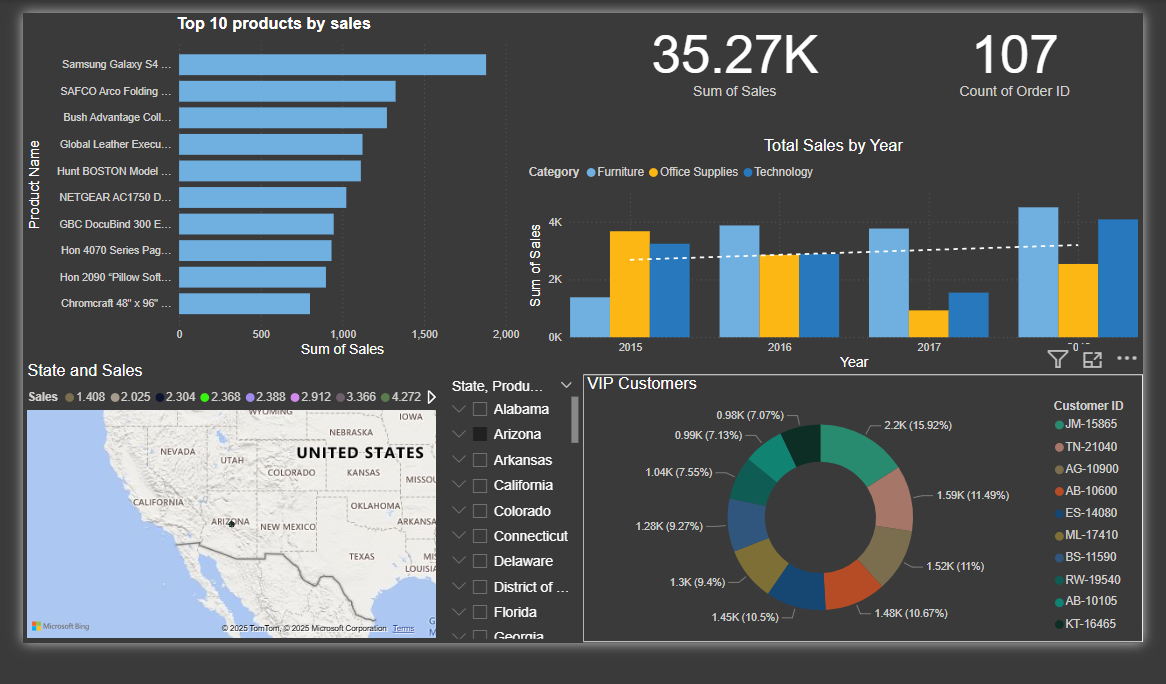 Top 10 products by sales
Product Name
Samsung Galaxy S4 ...
SAFCO Arco Folding ...
Bush Advantage Coll...
Global Leather Execu...
Hunt BOSTON Model ...
NETGEAR AC1750 D...
GBC DocuBind 300 E...
Hon 4070 Series Pag...
Hon 2090 “Pillow Soft...
Chromcraft 48" x 96" ...
0 500 1,000 1,500 2,000
Sum of Sales
35.27K
Sum of Sales
107
Count of Order ID
Total Sales by Year
Category Furniture Office Supplies Technology
Sum of Sales
4K
2K
0K
2015 2016 2017
Year
State and Sales
Sales 1.408 2.025 2.304 2.368 2.388 2.912 3.366 4.272
WYOMING
IOWA
NEBRASKA
NEVADA
UTAH
UNITED STATES
COLORADO
KANSAS
MISSOU
CALIFORNIA
OKLAHOMA
ARIZONA
NEW MEXICO
ARKANSA
TEXAS
MIS
LOUISIA
G
M
Microsoft Bing
© 2025 TomTom, © 2025 Microsoft Corporation Terms
State, Produ...
Alabama
Arizona
Arkansas
California
Colorado
Connecticut
Delaware
District of ...
Florida
Georgia
VIP Customers
2.2K (15.92%)
1.59K (11.49%)
1.52K (11%)
1.48K (10.67%)
1.45K (10.5%)
1.3K (9.4%)
1.28K (9.27%)
1.04K (7.55%)
0.99K (7.13%)
0.98K (7.07%)
Customer ID
JM-15865
TN-21040
AG-10900
AB-10600
ES-14080
ML-17410
BS-11590
RW-19540
AB-10105
KT-16465